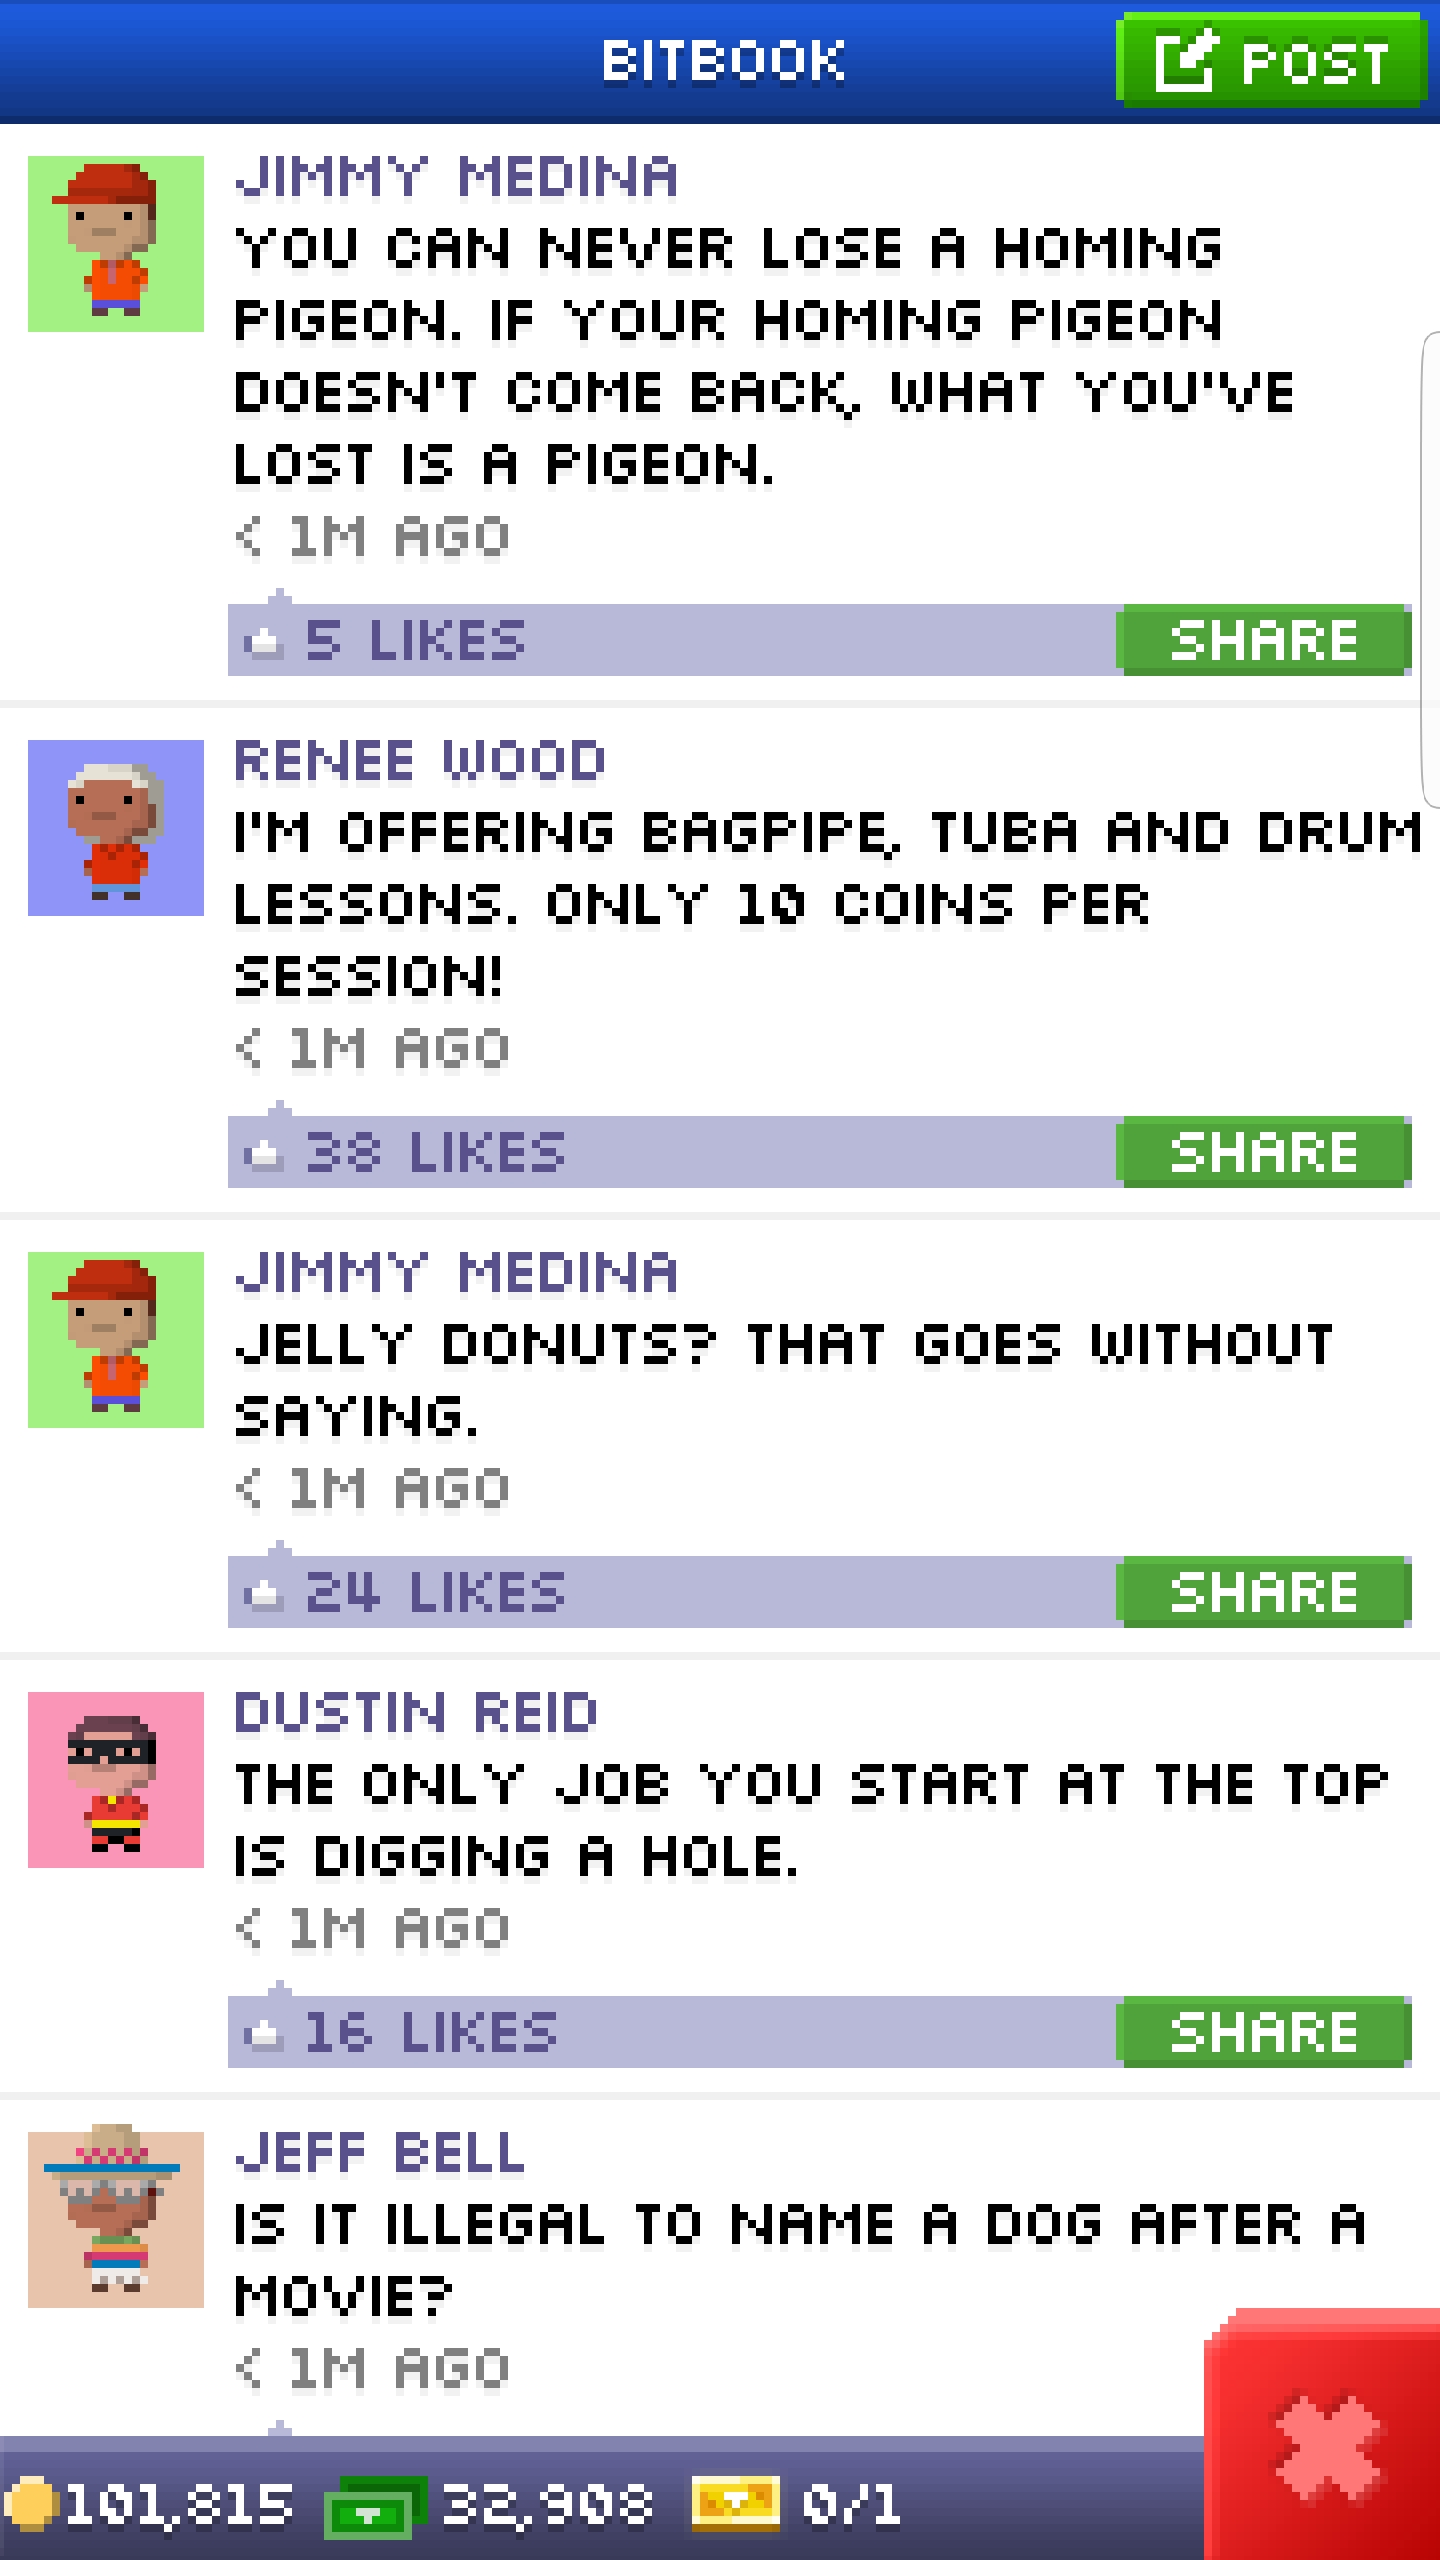 BITBOOK
POST
JIMMY MEDINA
YOU CAN NEVER LOSE A HOMING
PIGEON. IF YOUR HOMING PIGEON
DOESN'T COME BACK, WHAT YOU'VE
LOST IS A PIGEON.
< 1M AGO
5 LIKES
SHARE
RENEE WOOD
I'M OFFERING BAGPIPE, TUBA AND DRUM
LESSONS. ONLY 10 COINS PER
SESSION!
< 1M AGO
38 LIKES
SHARE
JIMMY MEDINA
JELLY DONUTS? THAT GOES WITHOUT
SAYING.
< 1M AGO
24 LIKES
SHARE
DUSTIN REID
THE ONLY JOB YOU START AT THE TOP
IS DIGGING A HOLE.
< 1M AGO
16 LIKES
SHARE
JEFF BELL
IS IT ILLEGAL TO NAME A DOG AFTER A
MOVIE?
< 1M AGO
101,815
32,908
0/1